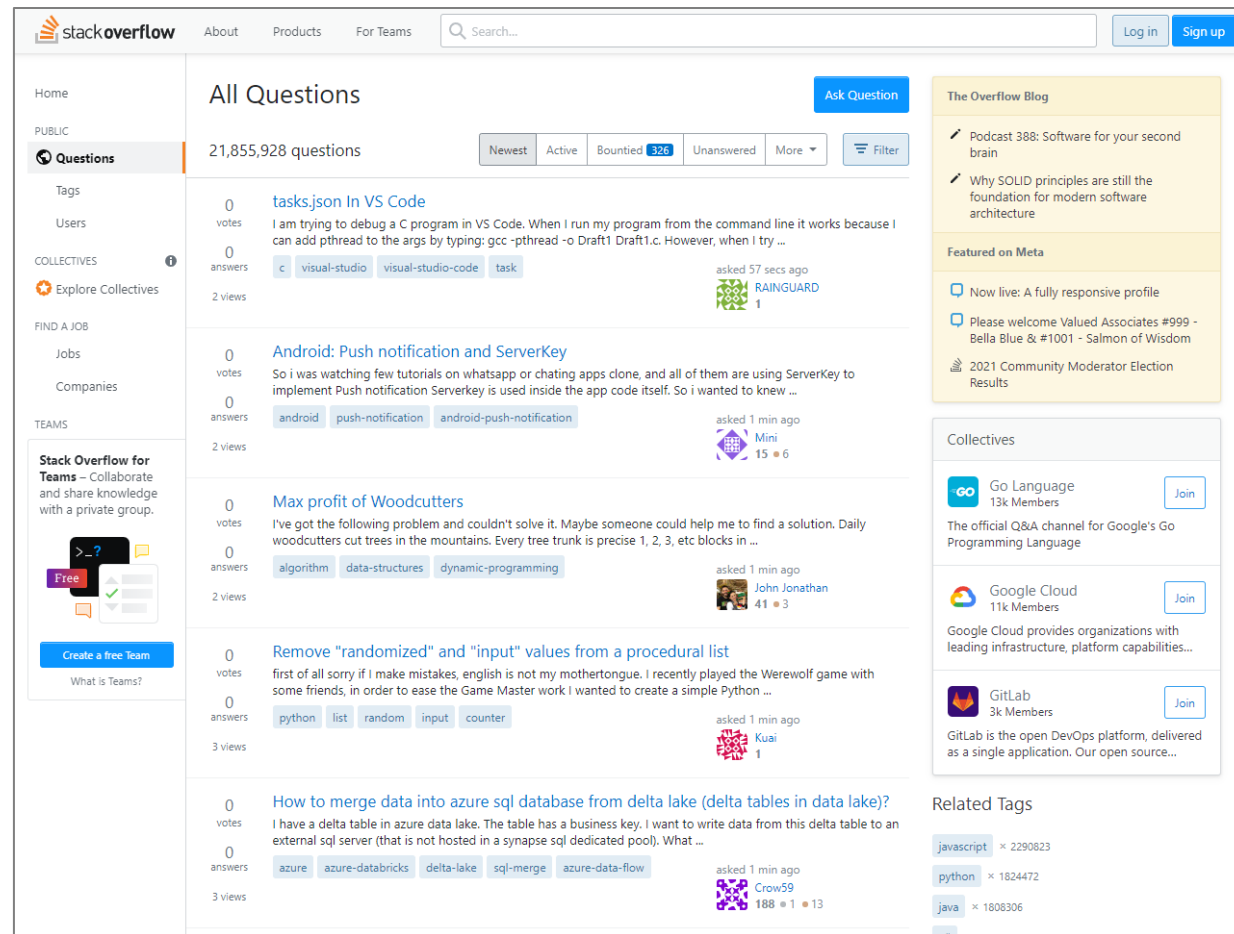 stackoverflow
About
Products
For Teams
Search...
Log in
Sign up
Home
PUBLIC
Questions
Tags
Users
COLLECTIVES
Explore Collectives
FIND A JOB
Jobs
Companies
TEAMS
Stack Overflow for
Teams – Collaborate
and share knowledge
with a private group.
>_?
Free
Create a free Team
What is Teams?
All Questions
Ask Question
21,855,928 questions
Newest
Active
Bountied 326
Unanswered
More
Filter
0
votes
0
answers
2 views
tasks.json In VS Code
I am trying to debug a C program in VS Code. When I run my program from the command line it works because I
can add pthread to the args by typing: gcc -pthread -o Draft1 Draft1.c. However, when I try ...
c visual-studio visual-studio-code task
asked 57 secs ago
RAINGUARD
1
0
votes
0
answers
2 views
Android: Push notification and ServerKey
So i was watching few tutorials on whatsapp or chating apps clone, and all of them are using ServerKey to
implement Push notification Serverkey is used inside the app code itself. So i wanted to knew ...
android push-notification android-push-notification
asked 1 min ago
Mini
15 6
0
votes
0
answers
2 views
Max profit of Woodcutters
I've got the following problem and couldn't solve it. Maybe someone could help me to find a solution. Daily
woodcutters cut trees in the mountains. Every tree trunk is precise 1, 2, 3, etc blocks in ...
algorithm data-structures dynamic-programming
asked 1 min ago
John Jonathan
41 3
0
votes
0
answers
3 views
Remove "randomized" and "input" values from a procedural list
first of all sorry if I make mistakes, english is not my mothertongue. I recently played the Werewolf game with
some friends, in order to ease the Game Master work I wanted to create a simple Python ...
python list random input counter
asked 1 min ago
Kuai
1
0
votes
0
answers
3 views
How to merge data into azure sql database from delta lake (delta tables in data lake)?
I have a delta table in azure data lake. The table has a business key. I want to write data from this delta table to an
external sql server (that is not hosted in a synapse sql dedicated pool). What ...
azure azure-databricks delta-lake sql-merge azure-data-flow
asked 1 min ago
Crow59
188 1 13
The Overflow Blog
Podcast 388: Software for your second
brain
Why SOLID principles are still the
foundation for modern software
architecture
Featured on Meta
Now live: A fully responsive profile
Please welcome Valued Associates #999 -
Bella Blue & #1001 - Salmon of Wisdom
2021 Community Moderator Election
Results
Collectives
GO
Go Language
13k Members
Join
The official Q&A channel for Google's Go
Programming Language
Google Cloud
11k Members
Join
Google Cloud provides organizations with
leading infrastructure, platform capabilities...
GitLab
3k Members
Join
GitLab is the open DevOps platform, delivered
as a single application. Our open source...
Related Tags
javascript × 2290823
python × 1824472
java × 1808306